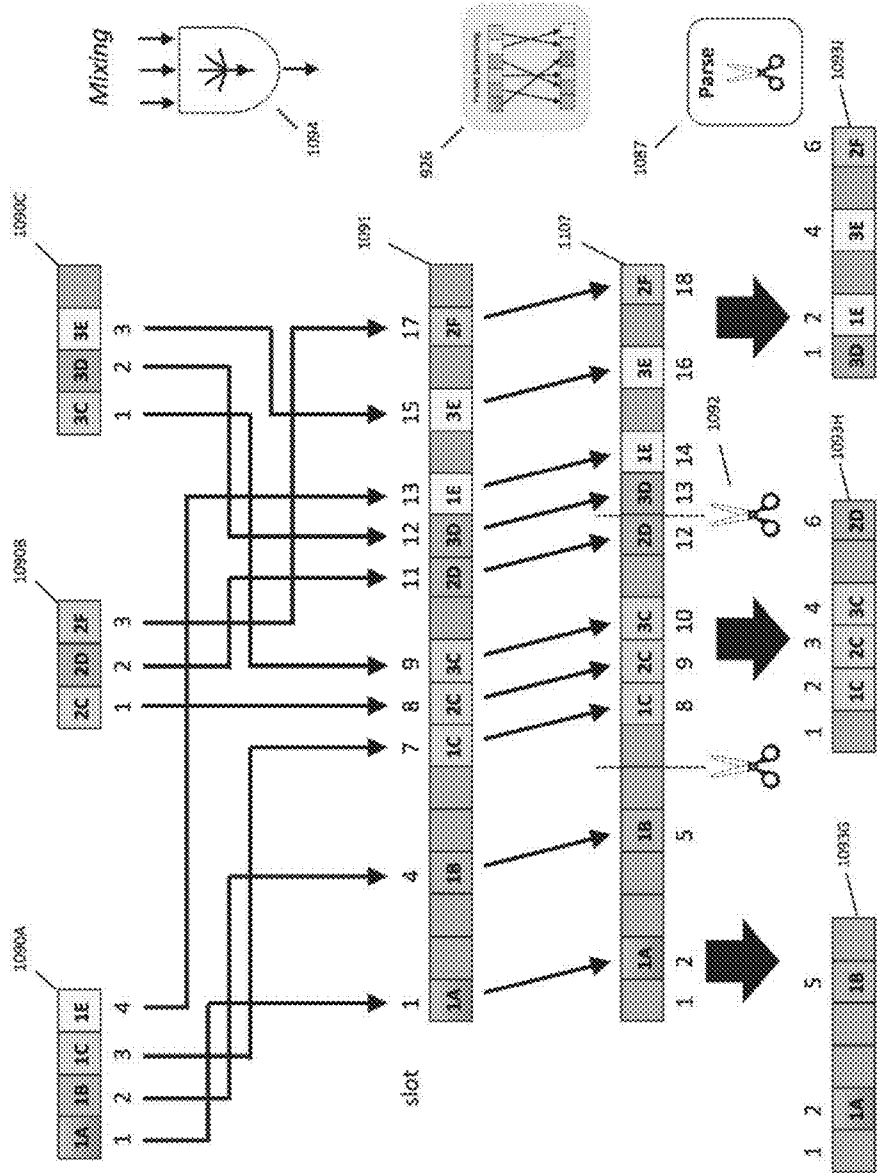 1090A
1A 1B 1C 1E
1 2 3 4
1090B
2C 2D 2F
1 2 3
1090C
3C 3D 3E
1 2 3
Mixing
1094
slot 1 4 7 8 9 11 12 13 15 17
1091
1A 1B 1C 2C 3C 2D 3D 1E 3E 2F
926
1107
1A 1B 1C 2C 3C 2D 3D 1E 3E 2F
1 2 5 8 9 10 12 13 14 16 18
1092
1087
Parse
1 2 5
1A 1B
1093G
1 2 3 4 6
1C 2C 3C 2D
1093H
1 2 4 6
3D 1E 3E 2F